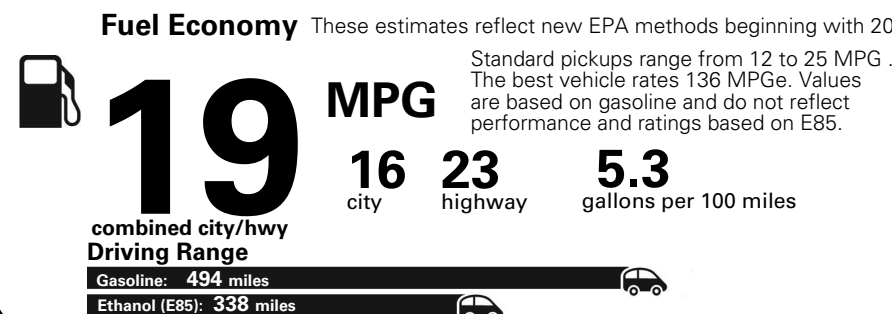 Fuel Economy These estimates reflect new EPA methods beginning with 20
Standard pickups range from 12 to 25 MPG .
The best vehicle rates 136 MPGe. Values
are based on gasoline and do not reflect
performance and ratings based on E85.
19 MPG
combined city/hwy
16 city
23 highway
5.3 gallons per 100 miles
Driving Range
Gasoline: 494 miles
Ethanol (E85): 338 miles